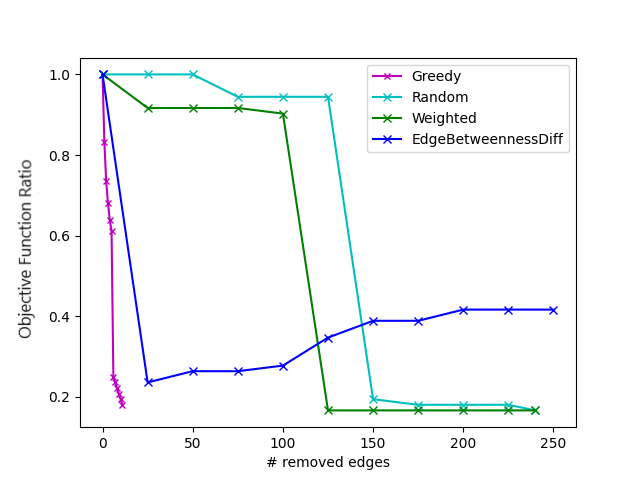 1.0
0.8
0.6
0.4
0.2
Objective Function Ratio
Greedy
Random
Weighted
EdgeBetweennessDiff
0 50 100 150 200 250
# removed edges